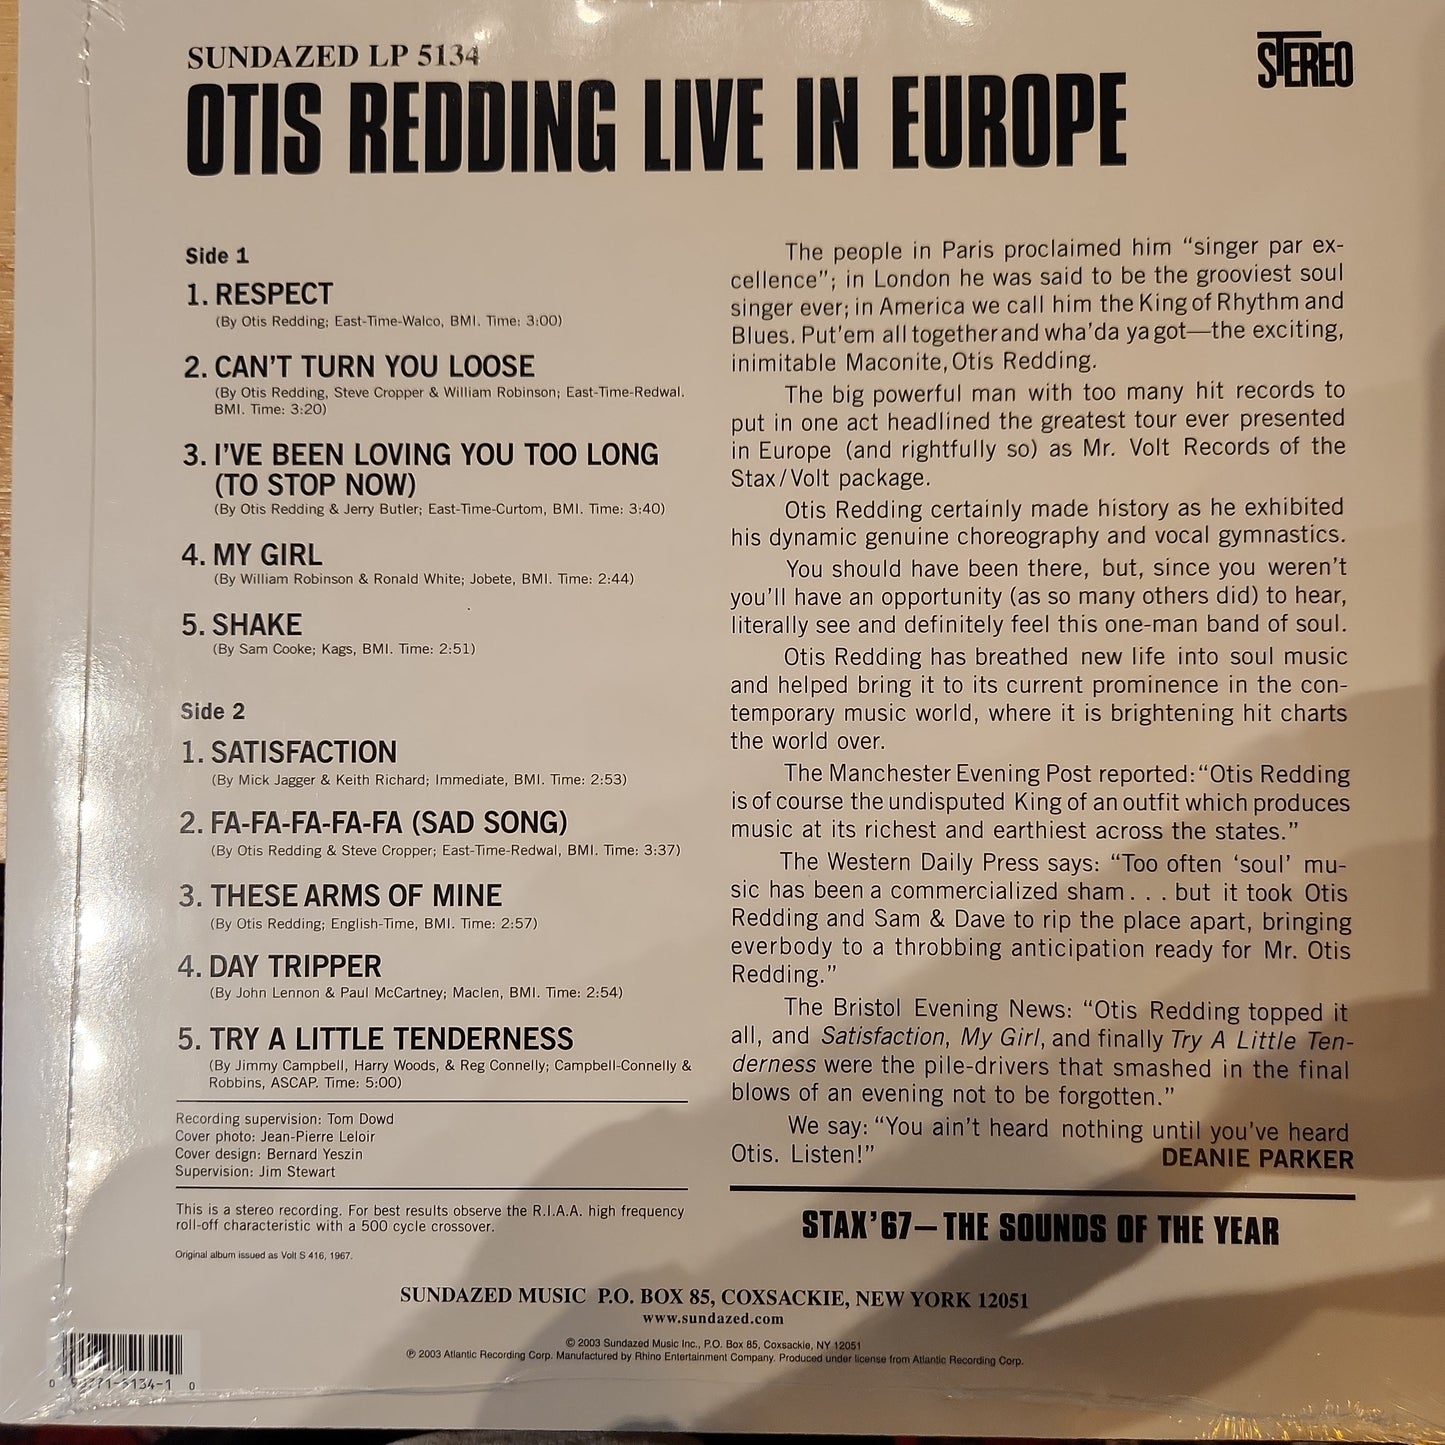 SUNDAZED LP 5134
STEREO
OTIS REDDING LIVE IN EUROPE
Side 1
1. RESPECT
(By Otis Redding; East-Time-Walco, BMI. Time: 3:00)
2. CAN'T TURN YOU LOOSE
(By Otis Redding, Steve Cropper & William Robinson; East-Time-Redwal.
BMI. Time: 3:20)
3. I'VE BEEN LOVING YOU TOO LONG
(TO STOP NOW)
(By Otis Redding & Jerry Butler; East-Time-Curtom, BMI. Time: 3:40)
4. MY GIRL
(By William Robinson & Ronald White; Jobete, BMI. Time: 2:44)
5. SHAKE
(By Sam Cooke; Kags, BMI. Time: 2:51)
Side 2
1. SATISFACTION
(By Mick Jagger & Keith Richard; Immediate, BMI. Time: 2:53)
2. FA-FA-FA-FA-FA (SAD SONG)
(By Otis Redding & Steve Cropper; East-Time-Redwal, BMI. Time: 3:37)
3. THESE ARMS OF MINE
(By Otis Redding; English-Time, BMI. Time: 2:57)
4. DAY TRIPPER
(By John Lennon & Paul McCartney; Maclen, BMI. Time: 2:54)
5. TRY A LITTLE TENDERNESS
(By Jimmy Campbell, Harry Woods, & Reg Connelly; Campbell-Connelly &
Robbins, ASCAP. Time: 5:00)
Recording supervision: Tom Dowd
Cover photo: Jean-Pierre Leloir
Cover design: Bernard Yeszin
Supervision: Jim Stewart
This is a stereo recording. For best results observe the R.I.A.A. high frequency
roll-off characteristic with a 500 cycle crossover.
Original album issued as Volt S 416, 1967.
The people in Paris proclaimed him “singer par ex-
cellence”; in London he was said to be the grooviest soul
singer ever; in America we call him the King of Rhythm and
Blues. Put'em all together and wha'da ya got—the exciting,
inimitable Maconite, Otis Redding.
The big powerful man with too many hit records to
put in one act headlined the greatest tour ever presented
in Europe (and rightfully so) as Mr. Volt Records of the
Stax/Volt package.
Otis Redding certainly made history as he exhibited
his dynamic genuine choreography and vocal gymnastics.
You should have been there, but, since you weren't
you'll have an opportunity (as so many others did) to hear,
literally see and definitely feel this one-man band of soul.
Otis Redding has breathed new life into soul music
and helped bring it to its current prominence in the con-
temporary music world, where it is brightening hit charts
the world over.
The Manchester Evening Post reported: “Otis Redding
is of course the undisputed King of an outfit which produces
music at its richest and earthiest across the states.”
The Western Daily Press says: “Too often ‘soul’ mu-
sic has been a commercialized sham . . . but it took Otis
Redding and Sam & Dave to rip the place apart, bringing
everbody to a throbbing anticipation ready for Mr. Otis
Redding.”
The Bristol Evening News: “Otis Redding topped it
all, and Satisfaction, My Girl, and finally Try A Little Ten-
derness were the pile-drivers that smashed in the final
blows of an evening not to be forgotten.”
We say: “You ain't heard nothing until you've heard
Otis. Listen!”
DEANIE PARKER
STAX'67—THE SOUNDS OF THE YEAR
SUNDAZED MUSIC P.O. BOX 85, COXSACKIE, NEW YORK 12051
www.sundazed.com
© 2003 Sundazed Music Inc., P.O. Box 85, Coxsackie, NY 12051
℗ 2003 Atlantic Recording Corp. Manufactured by Rhino Entertainment Company. Produced under license from Atlantic Recording Corp.